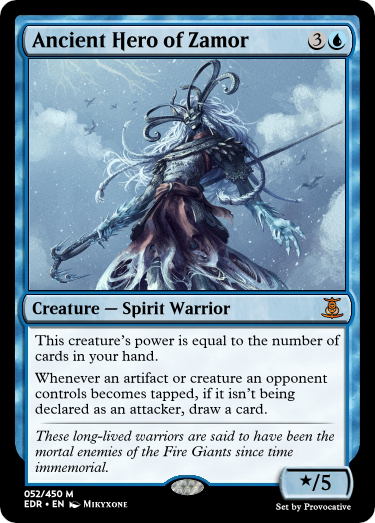 Ancient Hero of Zamor 3
Creature — Spirit Warrior
This creature's power is equal to the number of
cards in your hand.
Whenever an artifact or creature an opponent
controls becomes tapped, if it isn't being
declared as an attacker, draw a card.
These long-lived warriors are said to have been the
mortal enemies of the Fire Giants since time
immemorial.
★/5
052/450 M
EDR • EN Mikyxone
Set by Provocative